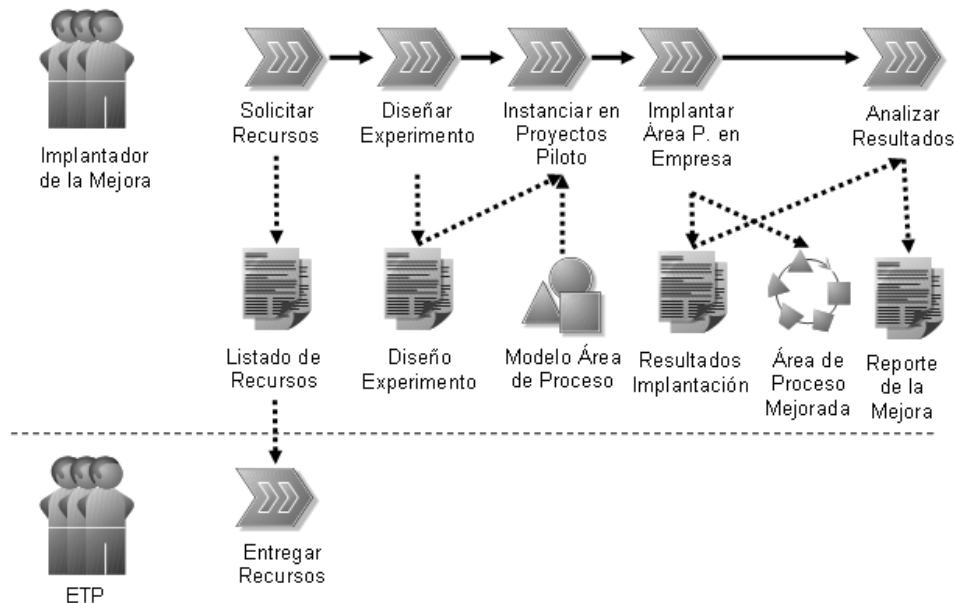 Implantador
de la Mejora
Solicitar
Recursos
Diseñar
Experimento
Instanciar en
Proyectos
Piloto
Implantar
Área P. en
Empresa
Analizar
Resultados
Listado de
Recursos
Diseño
Experimento
Modelo Área
de Proceso
Resultados
Implantación
Área de
Proceso
Mejorada
Reporte
de la
Mejora
ETP
Entregar
Recursos